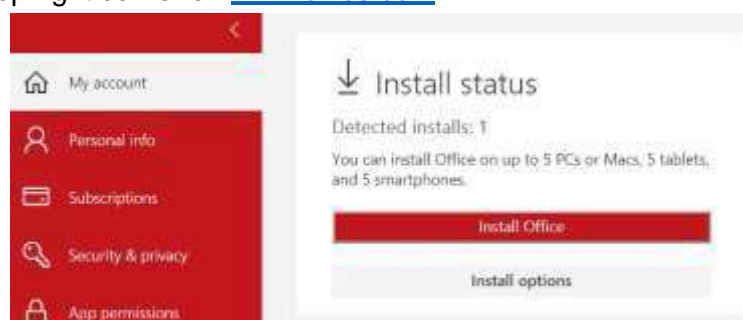 My account
Personal info
Subscriptions
Security & privacy
App permissions
Install status
Detected installs: 1
You can install Office on up to 5 PCs or Macs, 5 tablets,
and 5 smartphones.
Install Office
Install options